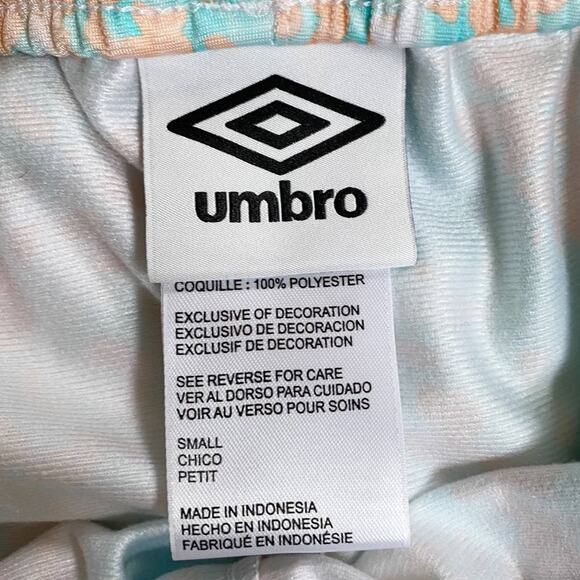 umbro
COQUILLE : 100% POLYESTER
EXCLUSIVE OF DECORATION
EXCLUSIVO DE DECORACION
EXCLUSIF DE DECORATION
SEE REVERSE FOR CARE
VER AL DORSO PARA CUIDADO
VOIR AU VERSO POUR SOINS
SMALL
CHICO
PETIT
MADE IN INDONESIA
HECHO EN INDONESIA
FABRIQUÉ EN INDONÉSIE